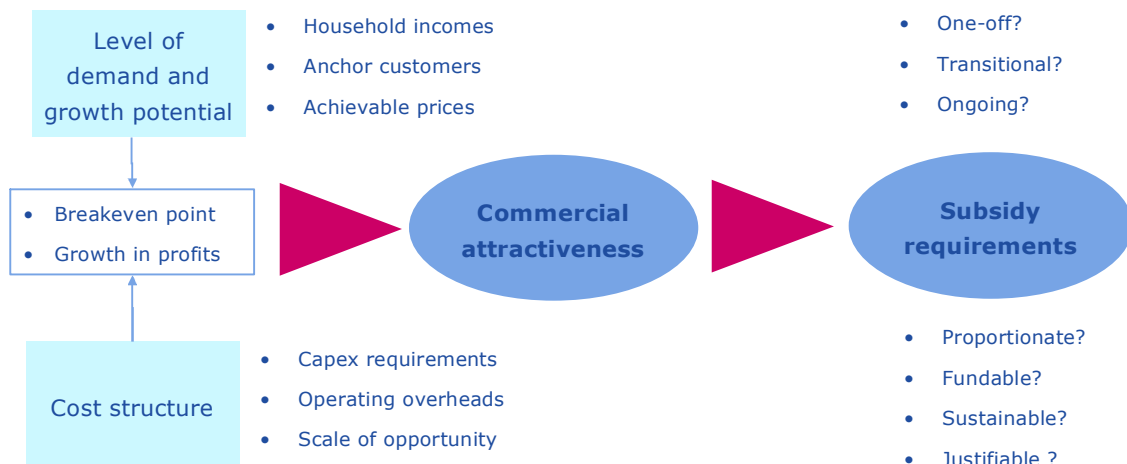 Level of
demand and
growth potential
• Household incomes
• Anchor customers
• Achievable prices
• One-off?
• Transitional?
• Ongoing?
• Breakeven point
• Growth in profits
Commercial
attractiveness
Subsidy
requirements
Cost structure
• Capex requirements
• Operating overheads
• Scale of opportunity
• Proportionate?
• Fundable?
• Sustainable?
• Justifiable ?